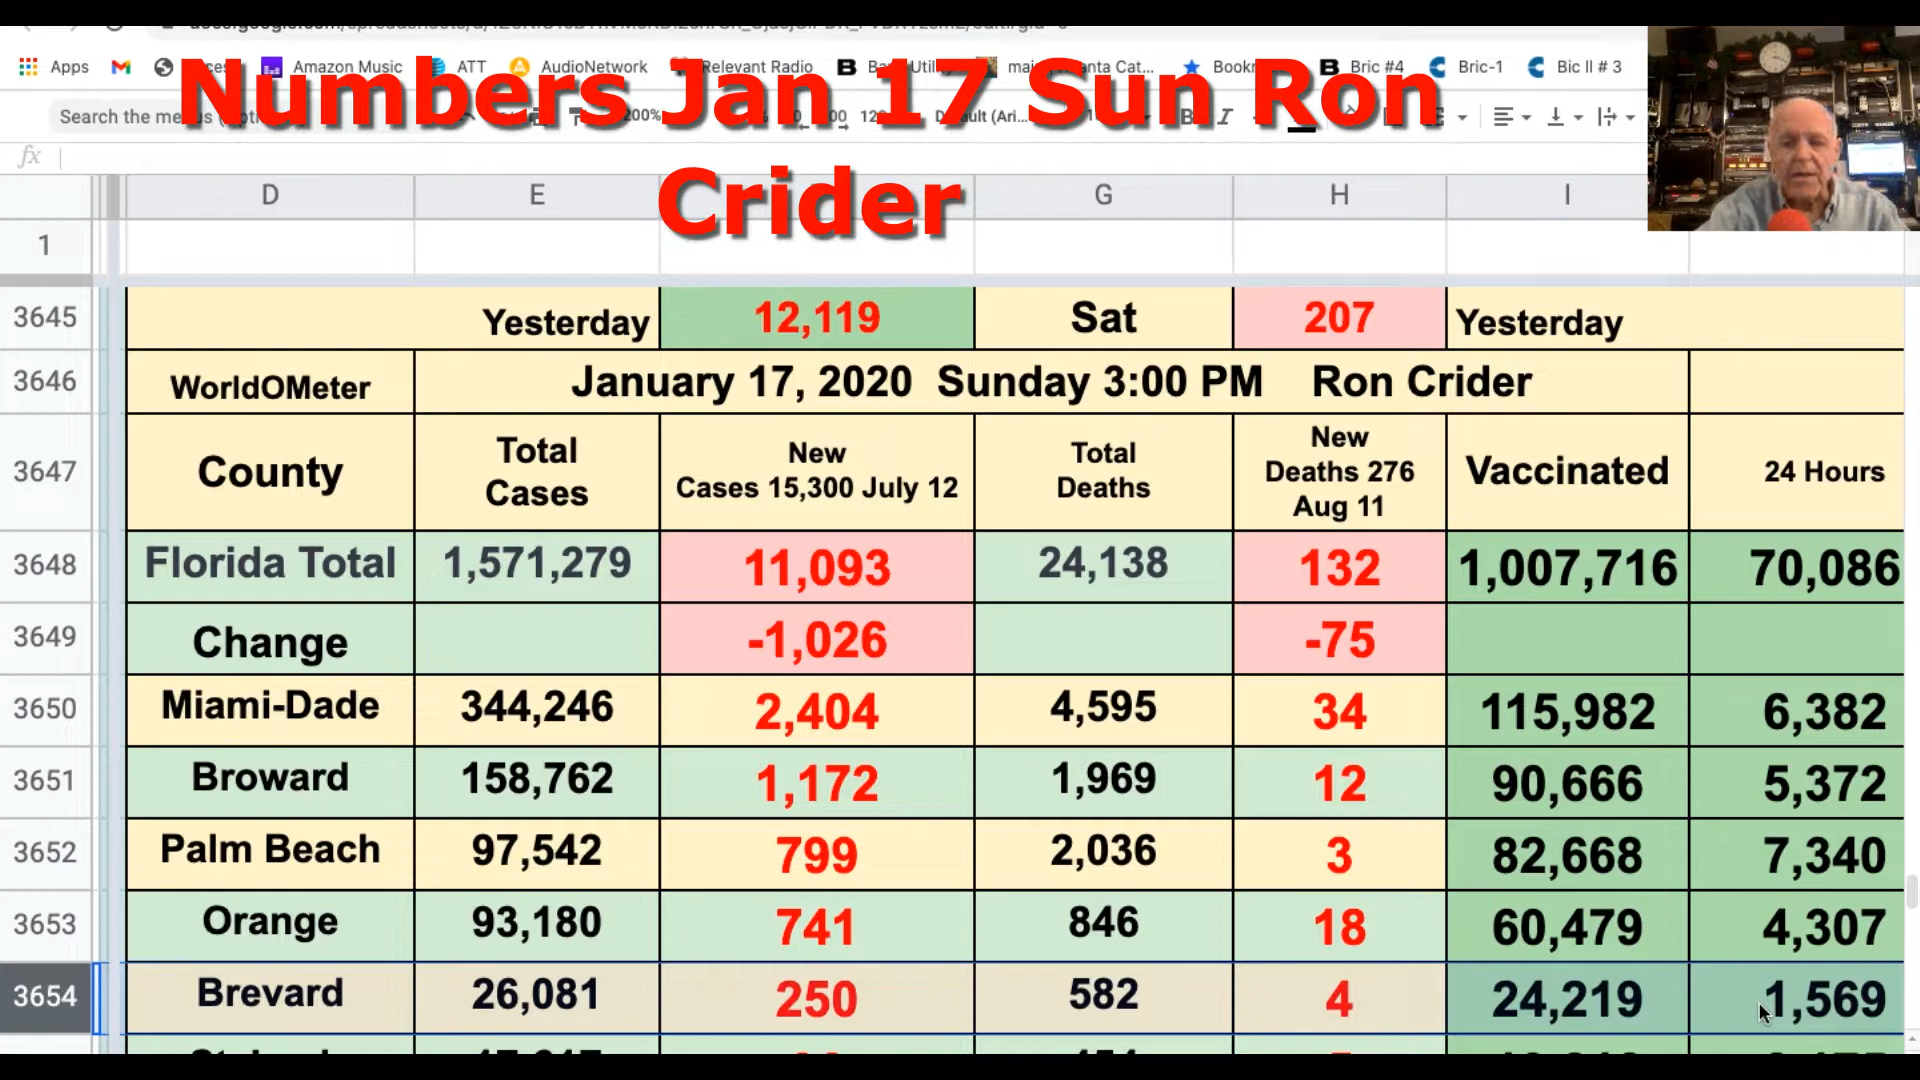 Apps
Amazon Music
ATT
AudioNetwork
Relevant Radio
Bric #4
Bric-1
Bic II # 3
Numbers Jan 17 Sun Ron
Crider
Search the
200%
fx
D E G H I
1
3645 Yesterday 12,119 Sat 207 Yesterday
3646 WorldOMeter January 17, 2020 Sunday 3:00 PM Ron Crider
3647 County Total Cases New Cases 15,300 July 12 Total Deaths New Deaths 276 Aug 11 Vaccinated 24 Hours
3648 Florida Total 1,571,279 11,093 24,138 132 1,007,716 70,086
3649 Change -1,026 -75
3650 Miami-Dade 344,246 2,404 4,595 34 115,982 6,382
3651 Broward 158,762 1,172 1,969 12 90,666 5,372
3652 Palm Beach 97,542 799 2,036 3 82,668 7,340
3653 Orange 93,180 741 846 18 60,479 4,307
3654 Brevard 26,081 250 582 4 24,219 1,569